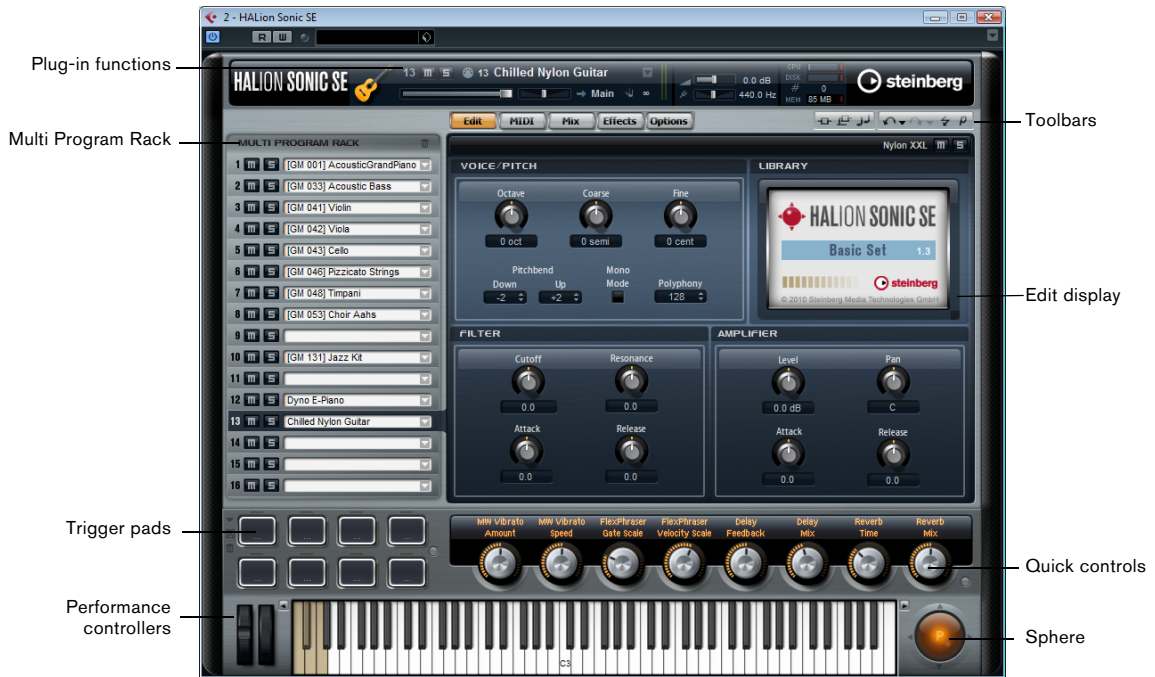 2 - HALion Sonic SE
R W
Plug-in functions
HALION SONIC SE
13 m S 13 Chilled Nylon Guitar
Main
0.0 dB
440.0 Hz
CPU
DISK
# 0
MEM 85 MB
steinberg
Edit MIDI Mix Effects Options
Toolbars
Multi Program Rack
MULTI PROGRAM RACK
Nylon XXL m S
1 m S [GM 001] AcousticGrandPiano
2 m S [GM 033] Acoustic Bass
3 m S [GM 041] Violin
4 m S [GM 042] Viola
5 m S [GM 043] Cello
6 m S [GM 046] Pizzicato Strings
7 m S [GM 048] Timpani
8 m S [GM 053] Choir Aahs
9 m S
10 m S [GM 131] Jazz Kit
11 m S
12 m S Dyno E-Piano
13 m S Chilled Nylon Guitar
14 m S
15 m S
16 m S
VOICE/PITCH
Octave Coarse Fine
0 oct 0 semi 0 cent
Pitchbend Mono
Down Up Mode Polyphony
-2 +2 128
LIBRARY
HALION SONIC SE
Basic Set 1.3
steinberg
© 2010 Steinberg Media Technologies GmbH
Edit display
FILTER
Cutoff Resonance
0.0 0.0
Attack Release
0.0 0.0
AMPLIFIER
Level Pan
0.0 dB C
Attack Release
0.0 0.0
Trigger pads
... ... ... ...
... ... ... ...
MW Vibrato MW Vibrato FlexPhraser FlexPhraser Delay Delay Reverb Reverb
Amount Speed Gate Scale Velocity Scale Feedback Mix Time Mix
Quick controls
Performance
controllers
C3
P
Sphere